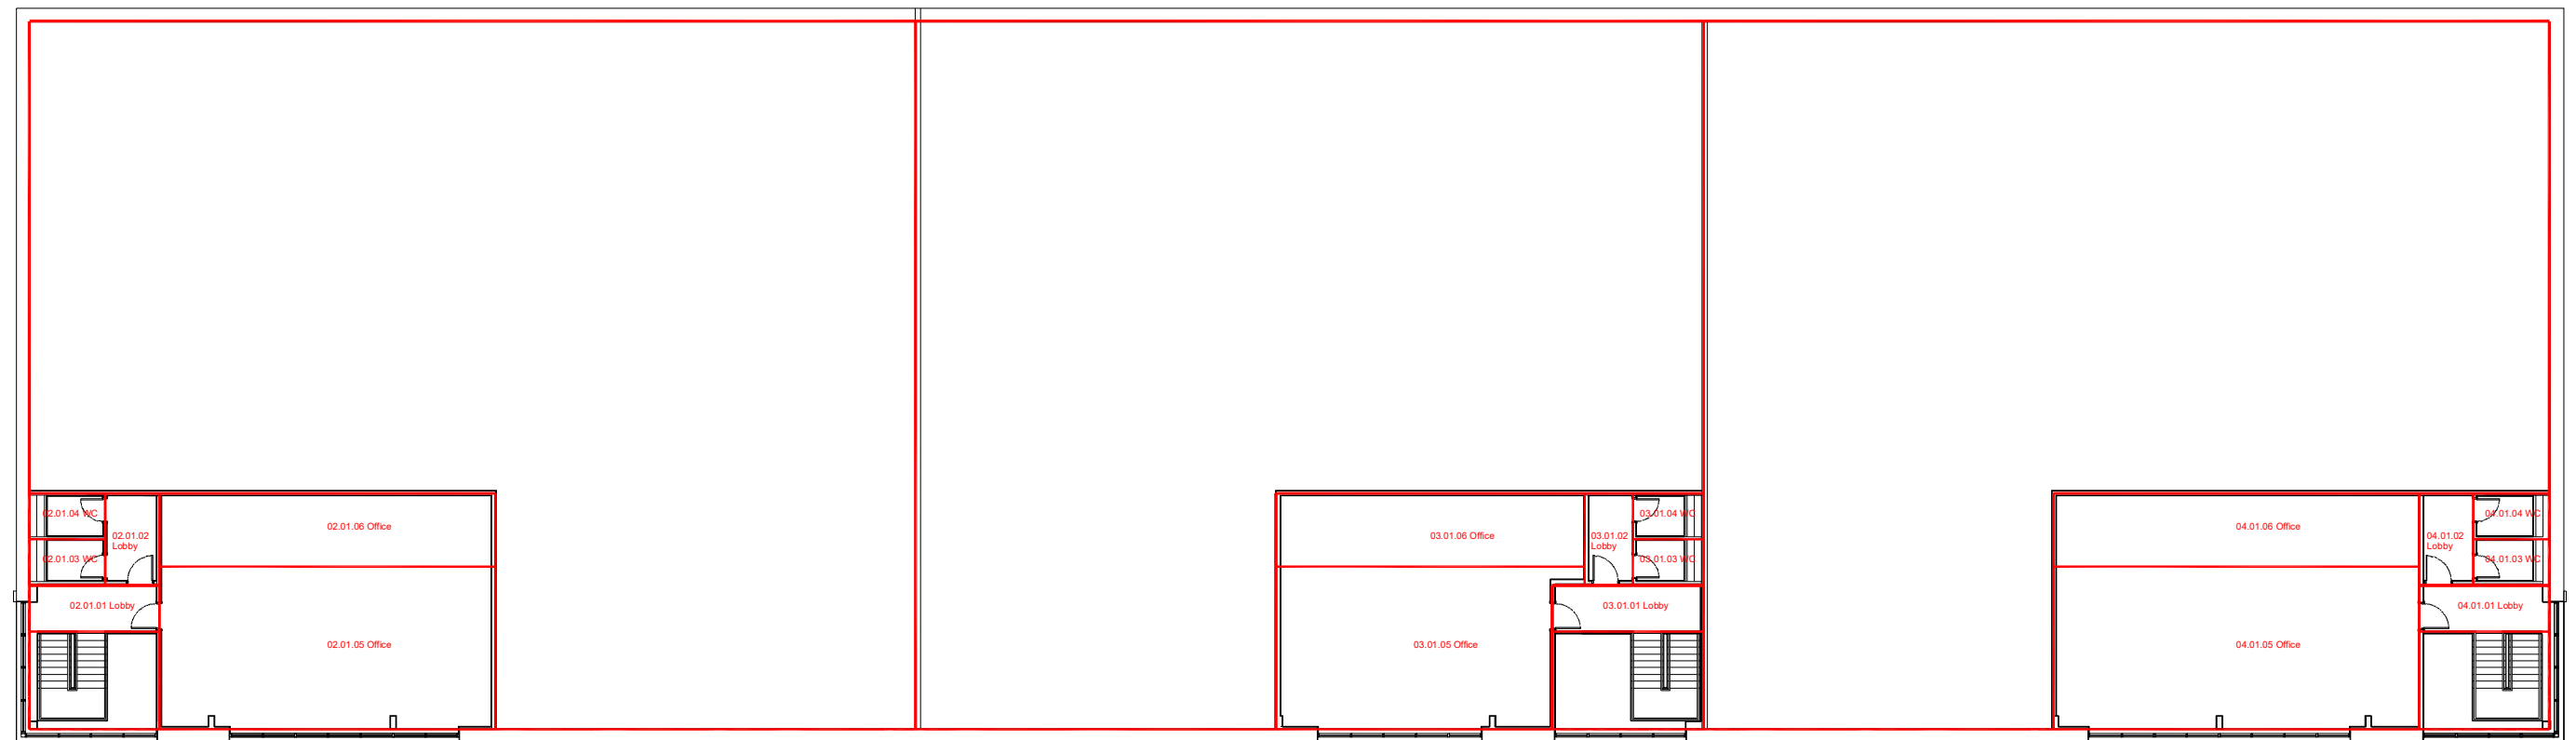 02.01.04 WC
02.01.02
Lobby
02.01.03 WC
02.01.01 Lobby
02.01.06 Office
02.01.05 Office
03.01.06 Office
03.01.05 Office
03.01.04 WC
03.01.02
Lobby
03.01.03 WC
03.01.01 Lobby
04.01.06 Office
04.01.05 Office
04.01.04 WC
04.01.02
Lobby
04.01.03 WC
04.01.01 Lobby